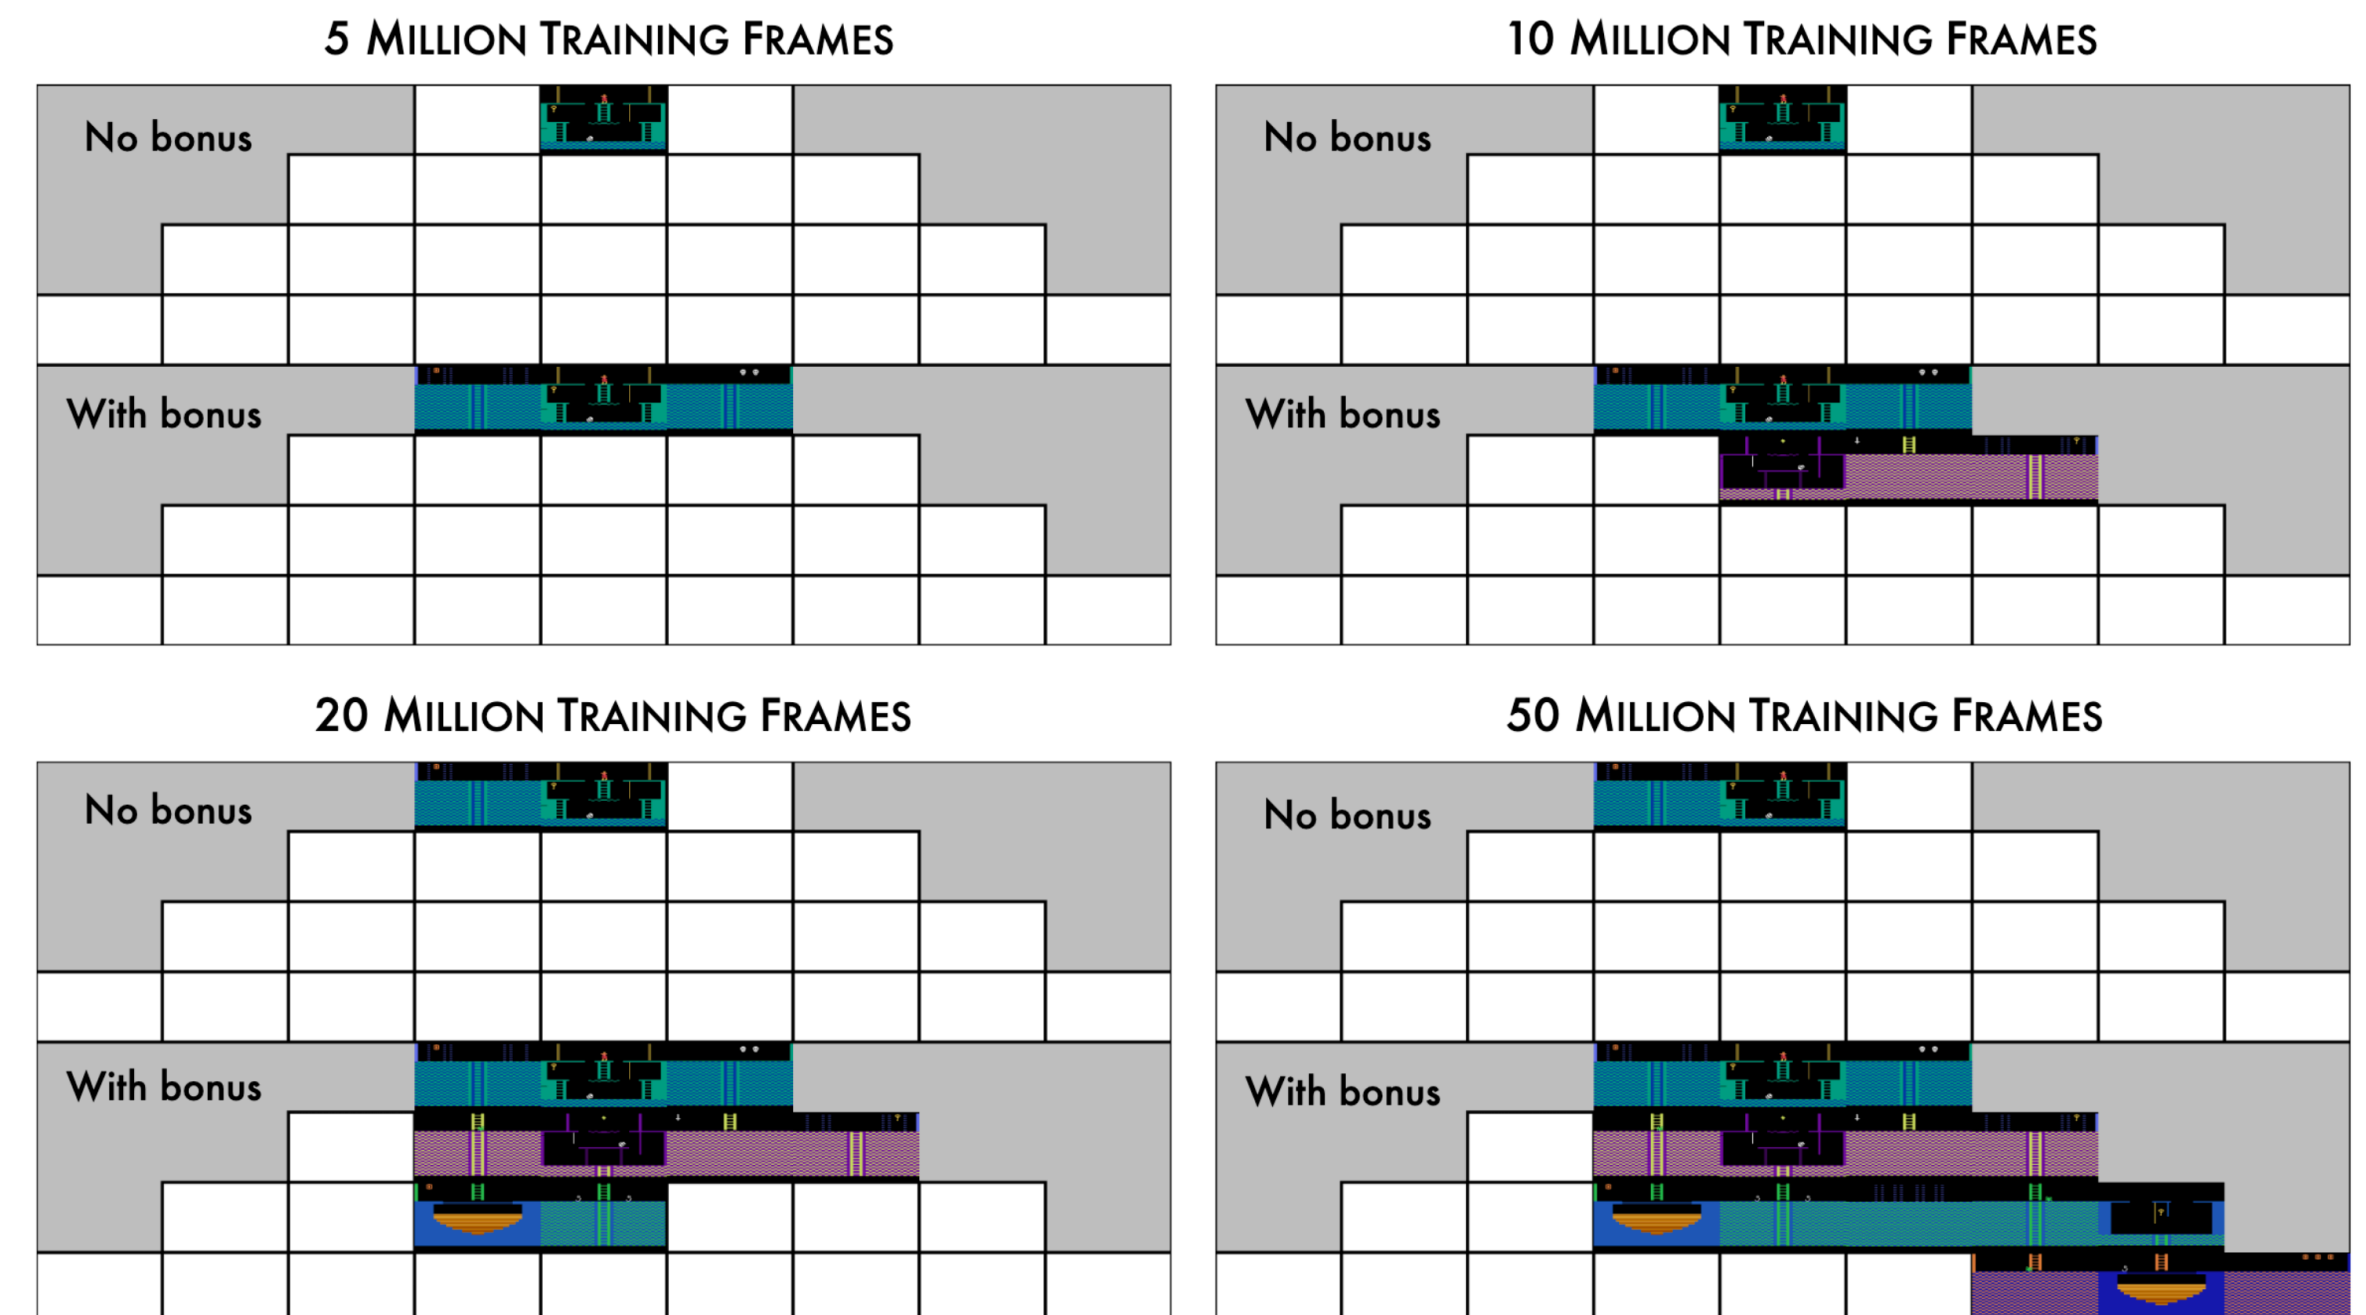 5 MILLION TRAINING FRAMES
No bonus
With bonus
10 MILLION TRAINING FRAMES
No bonus
With bonus
20 MILLION TRAINING FRAMES
No bonus
With bonus
50 MILLION TRAINING FRAMES
No bonus
With bonus